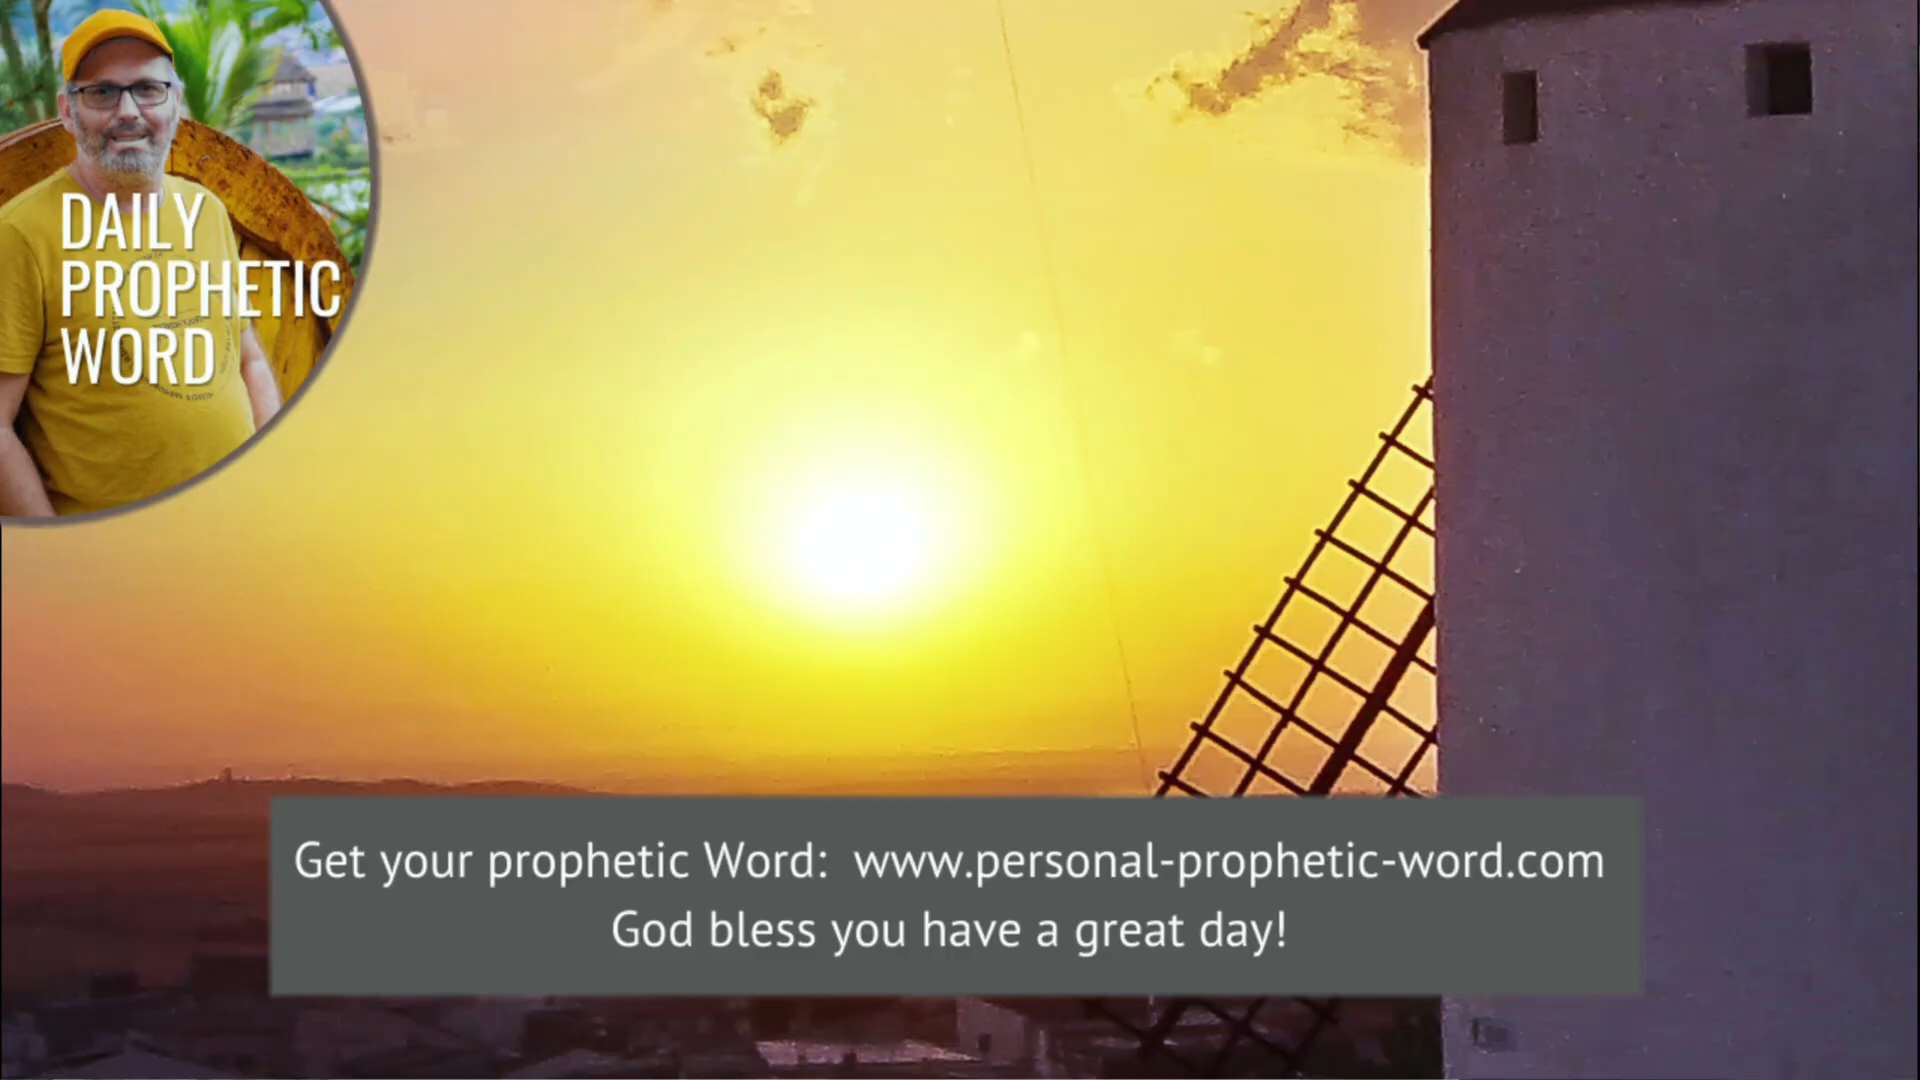 DAILY
PROPHETIC
WORD
Get your prophetic Word:  www.personal-prophetic-word.com
God bless you have a great day!